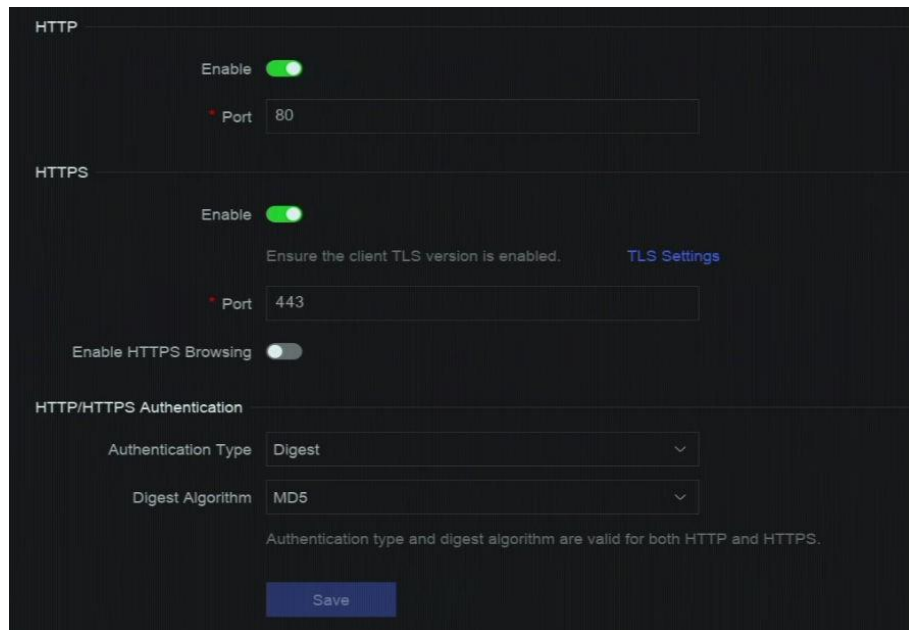 HTTP
Enable
* Port 80
HTTPS
Enable
Ensure the client TLS version is enabled. TLS Settings
* Port 443
Enable HTTPS Browsing
HTTP/HTTPS Authentication
Authentication Type Digest
Digest Algorithm MD5
Authentication type and digest algorithm are valid for both HTTP and HTTPS.
Save